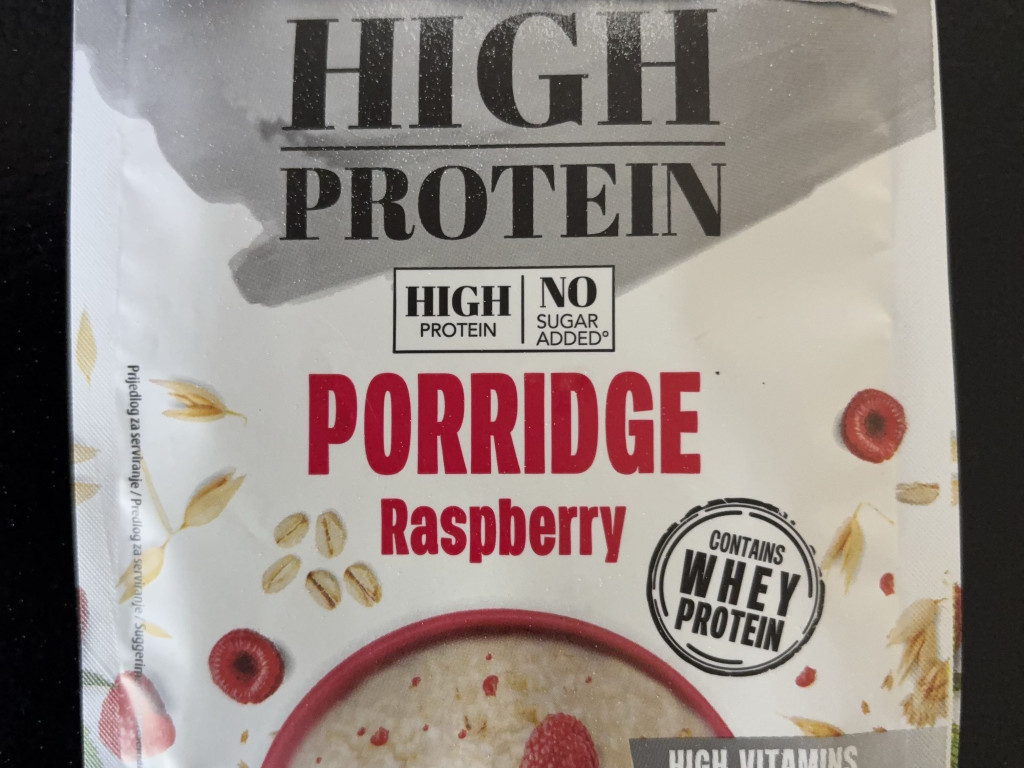 HIGH
PROTEIN
HIGH
PROTEIN
NO
SUGAR
ADDED°
PORRIDGE
Raspberry
CONTAINS
WHEY
PROTEIN
Prijedlog za serviranje / Predlog za serviranje / Suggerim
HIGH VITAMINS